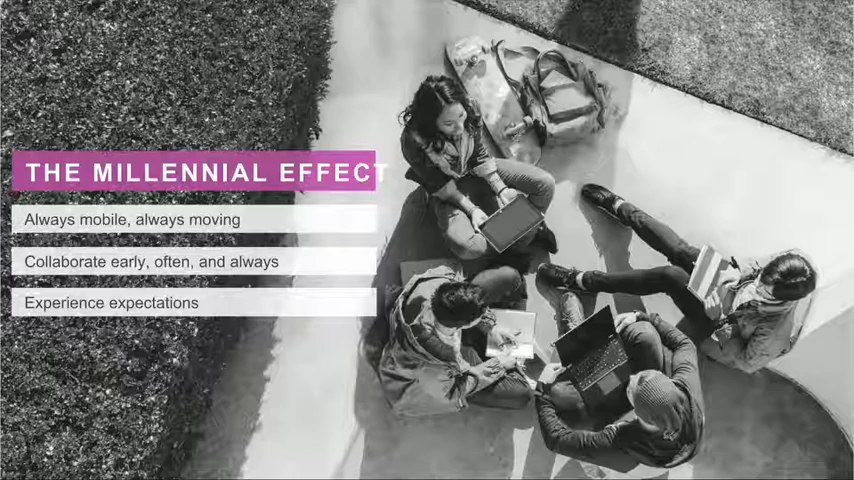 THE MILLENNIAL EFFECT
Always mobile, always moving
Collaborate early, often, and always
Experience expectations